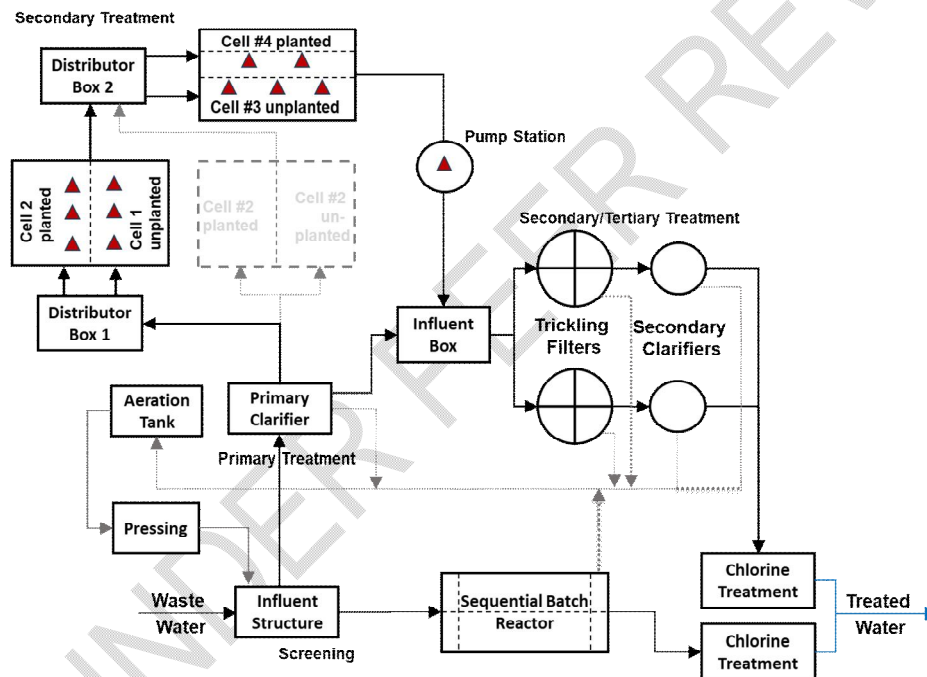 Secondary Treatment
Cell #4 planted
Cell #3 unplanted
Distributor
Box 2
Pump Station
Cell 2
planted
Cell 1
unplanted
Cell #2
planted
Cell #2
un-
planted
Secondary/Tertiary Treatment
Distributor
Box 1
Influent
Box
Trickling
Filters
Secondary
Clarifiers
Aeration
Tank
Primary
Clarifier
Primary Treatment
Pressing
Waste
Water
Influent
Structure
Screening
Sequential Batch
Reactor
Chlorine
Treatment
Chlorine
Treatment
Treated
Water
UNDER PEER REV